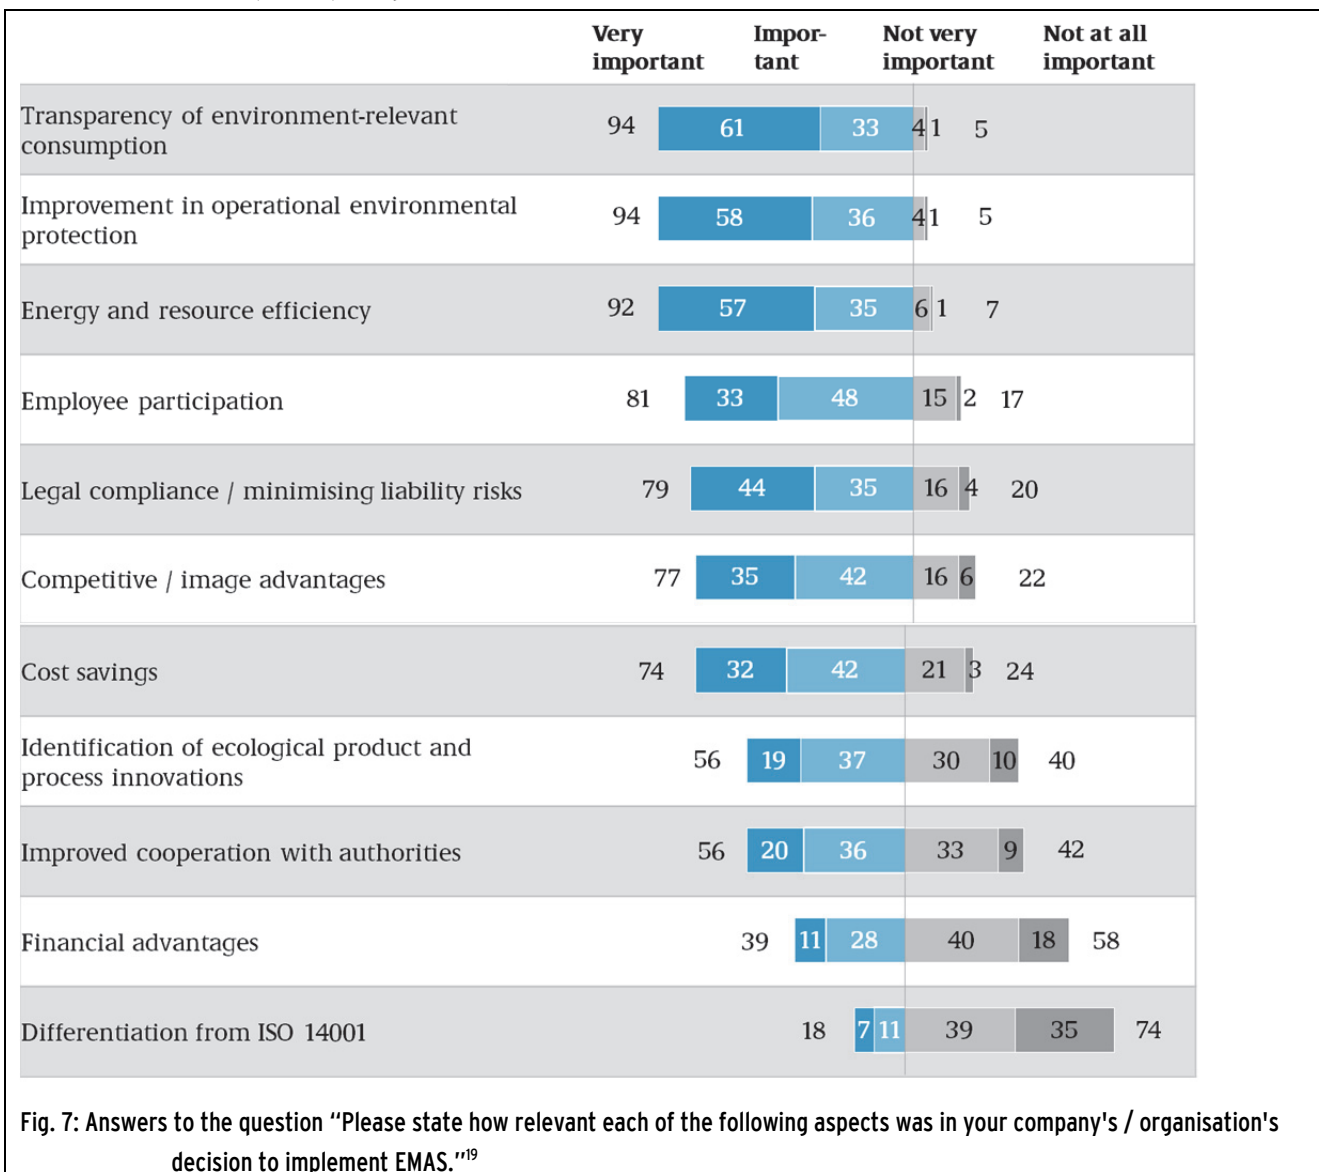 Very Impor- Not very Not at all
important tant important important
Transparency of environment-relevant
consumption
94 61 33 4 1 5
Improvement in operational environmental
protection
94 58 36 4 1 5
Energy and resource efficiency 92 57 35 6 1 7
Employee participation 81 33 48 15 2 17
Legal compliance / minimising liability risks 79 44 35 16 4 20
Competitive / image advantages 77 35 42 16 6 22
Cost savings 74 32 42 21 3 24
Identification of ecological product and
process innovations
56 19 37 30 10 40
Improved cooperation with authorities 56 20 36 33 9 42
Financial advantages 39 11 28 40 18 58
Differentiation from ISO 14001 18 7 11 39 35 74
Fig. 7: Answers to the question “Please state how relevant each of the following aspects was in your company's / organisation's
decision to implement EMAS.”¹⁹